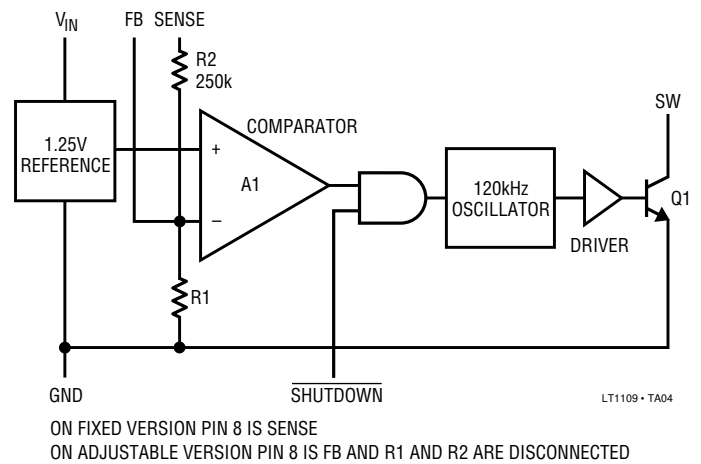 V_IN FB SENSE
R2
250k
SW
COMPARATOR
1.25V
REFERENCE
+
A1
120kHz
OSCILLATOR
Q1
–
DRIVER
R1
GND
SHUTDOWN
LT1109 • TA04
ON FIXED VERSION PIN 8 IS SENSE
ON ADJUSTABLE VERSION PIN 8 IS FB AND R1 AND R2 ARE DISCONNECTED